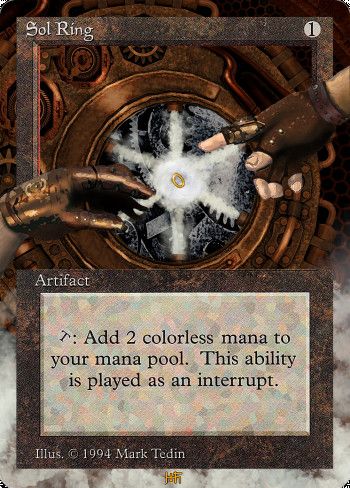 Sol Ring 1
Artifact
: Add 2 colorless mana to
your mana pool. This ability
is played as an interrupt.
Illus. © 1994 Mark Tedin